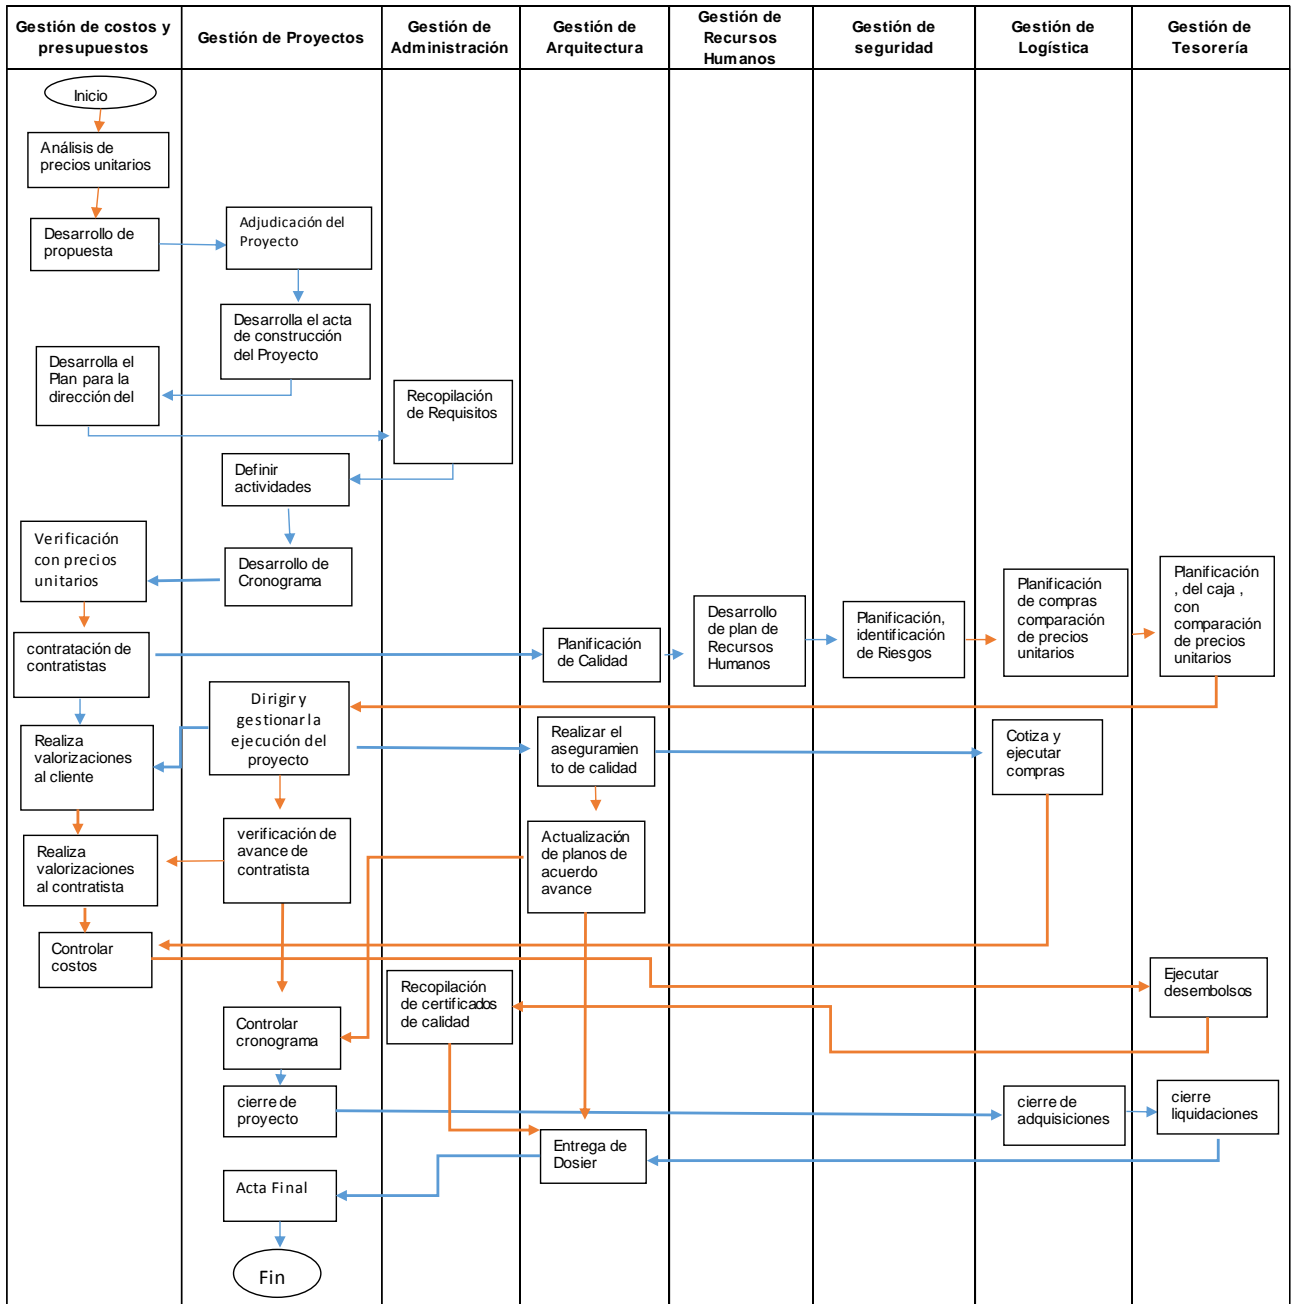 Gestión de costos y
presupuestos
Gestión de Proyectos
Gestión de
Administración
Gestión de
Arquitectura
Gestión de
Recursos
Humanos
Gestión de
seguridad
Gestión de
Logística
Gestión de
Tesorería
Inicio
Análisis de
precios unitarios
Desarrollo de
propuesta
Adjudicación del
Proyecto
Desarrolla el acta
de construcción
del Proyecto
Desarrolla el
Plan para la
dirección del
Recopilación
de Requisitos
Definir
actividades
Verificación
con precios
unitarios
Desarrollo de
Cronograma
contratación de
contratistas
Planificación
de Calidad
Desarrollo
de plan de
Recursos
Humanos
Planificación,
identificación
de Riesgos
Planificación
de compras
comparación
de precios
unitarios
Planificación
, del caja ,
con
comparación
de precios
unitarios
Dirigir y
gestionar la
ejecución del
proyecto
Realiza
valorizaciones
al cliente
Realizar el
aseguramien
to de calidad
Cotiza y
ejecutar
compras
Realiza
valorizaciones
al contratista
verificación de
avance de
contratista
Actualización
de planos de
acuerdo
avance
Controlar
costos
Recopilación
de certificados
de calidad
Ejecutar
desembolsos
Controlar
cronograma
cierre de
proyecto
cierre de
adquisiciones
cierre
liquidaciones
Entrega de
Dosier
Acta Final
Fin